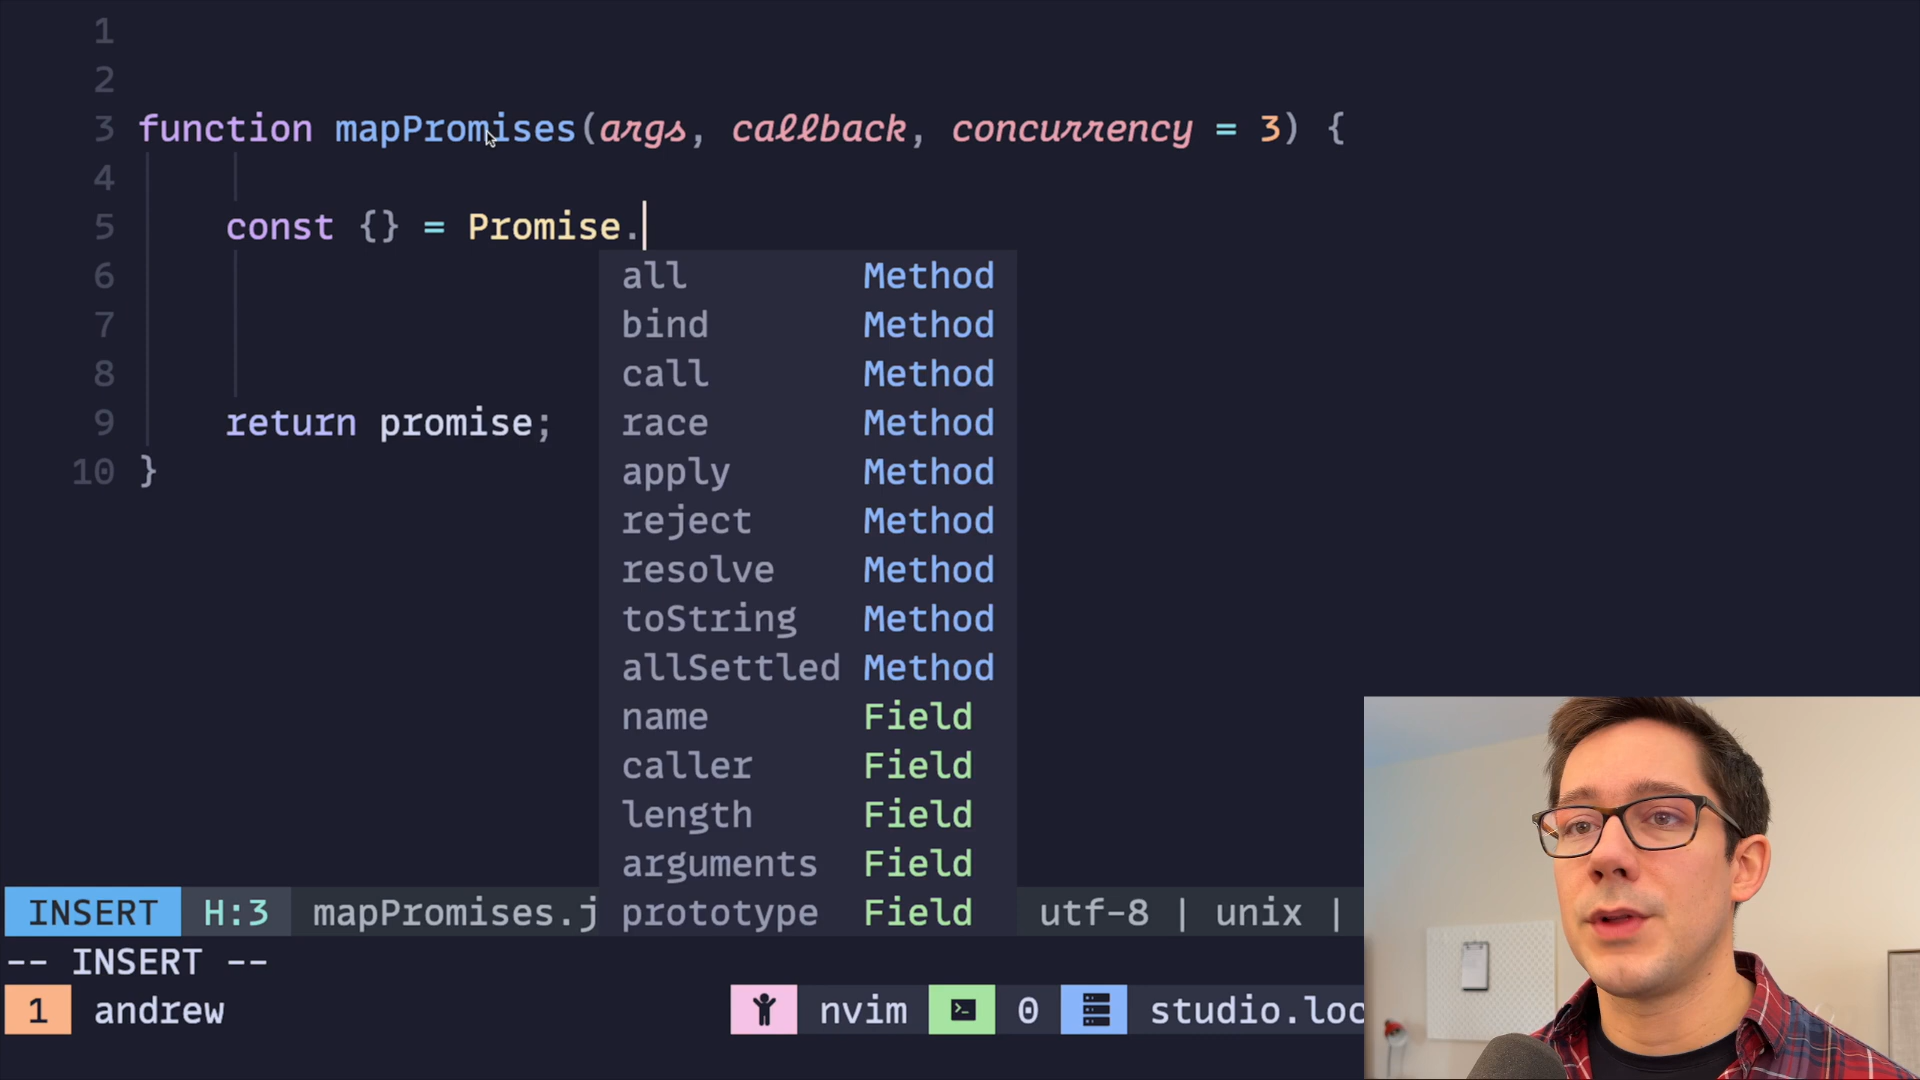 1
2
3 function mapPromises(args, callback, concurrency = 3) {
4
5 const {} = Promise.
6 all Method
7 bind Method
8 call Method
race Method
9 return promise;
apply Method
10 }
reject Method
resolve Method
toString Method
allSettled Method
name Field
caller Field
length Field
arguments Field
prototype Field
INSERT H:3 mapPromises.j utf-8 | unix |
-- INSERT --
1 andrew nvim 0 studio.loc